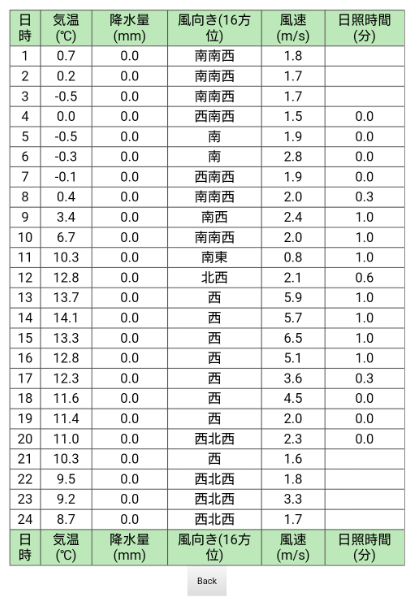 日時 気温(℃) 降水量(mm) 風向き(16方位) 風速(m/s) 日照時間(分)
1 0.7 0.0 南南西 1.8
2 0.2 0.0 南南西 1.7
3 -0.5 0.0 南南西 1.7
4 0.0 0.0 西南西 1.5 0.0
5 -0.5 0.0 南 1.9 0.0
6 -0.3 0.0 南 2.8 0.0
7 -0.1 0.0 西南西 1.9 0.0
8 0.4 0.0 南南西 2.0 0.3
9 3.4 0.0 南西 2.4 1.0
10 6.7 0.0 南南西 2.0 1.0
11 10.3 0.0 南東 0.8 1.0
12 12.8 0.0 北西 2.1 0.6
13 13.7 0.0 西 5.9 1.0
14 14.1 0.0 西 5.7 1.0
15 13.3 0.0 西 6.5 1.0
16 12.8 0.0 西 5.1 1.0
17 12.3 0.0 西 3.6 0.3
18 11.6 0.0 西 4.5 0.0
19 11.4 0.0 西 2.0 0.0
20 11.0 0.0 西北西 2.3 0.0
21 10.3 0.0 西 1.6
22 9.5 0.0 西北西 1.8
23 9.2 0.0 西北西 3.3
24 8.7 0.0 西北西 1.7
日時 気温(℃) 降水量(mm) 風向き(16方位) 風速(m/s) 日照時間(分)
Back